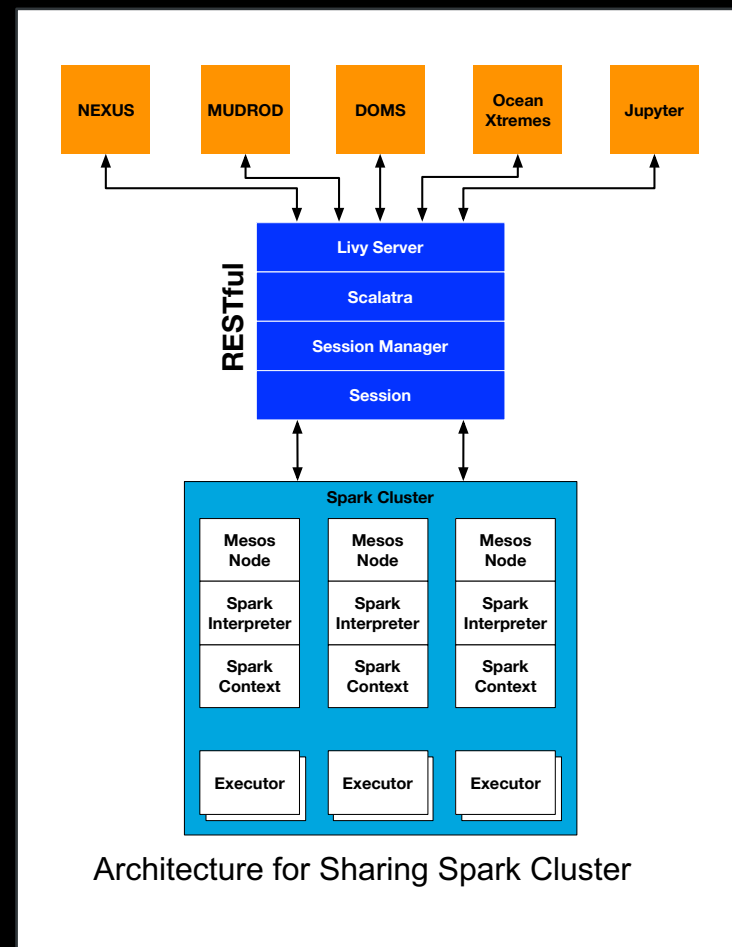 NEXUS
MUDROD
DOMS
Ocean
Xtremes
Jupyter
RESTful
Livy Server
Scalatra
Session Manager
Session
Spark Cluster
Mesos
Node
Spark
Interpreter
Spark
Context
Mesos
Node
Spark
Interpreter
Spark
Context
Mesos
Node
Spark
Interpreter
Spark
Context
Executor
Executor
Executor
Architecture for Sharing Spark Cluster